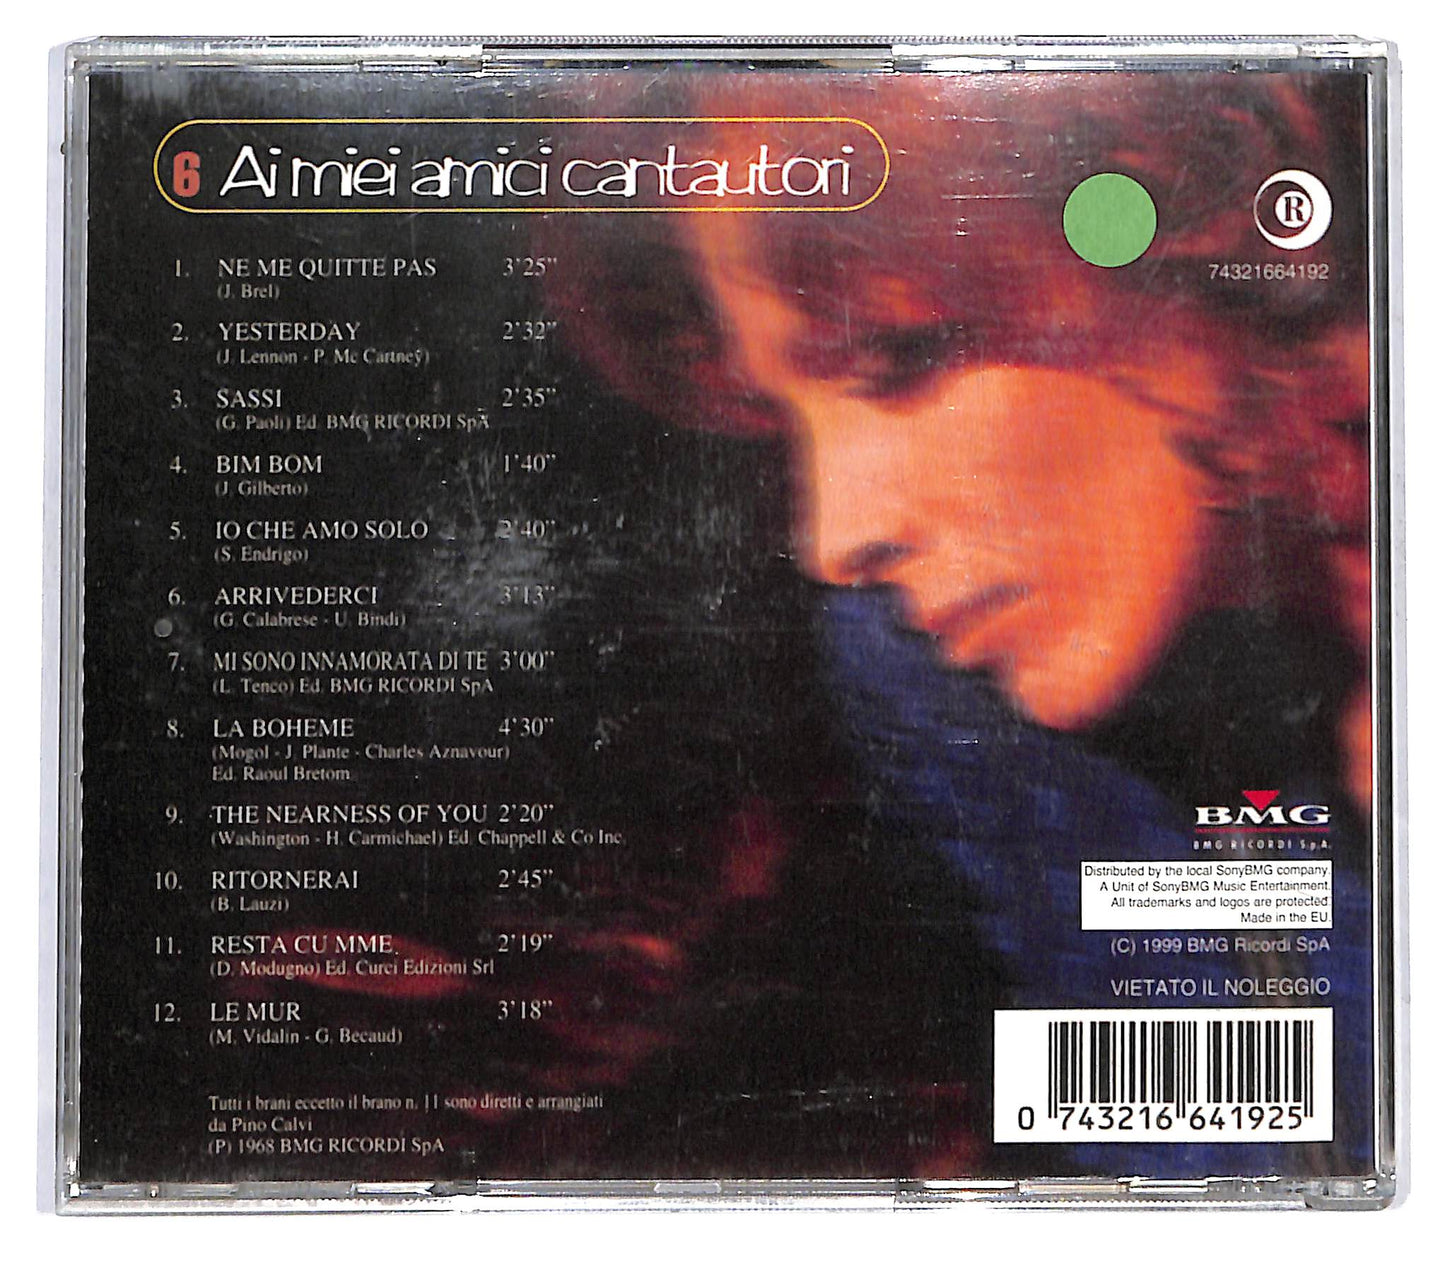 6 Ai miei amici cantautori
R
74321664192
1. NE ME QUITTE PAS 3'25"
(J. Brel)
2. YESTERDAY 2'32"
(J. Lennon - P. Mc Cartney)
3. SASSI 2'35"
(G. Paoli) Ed. BMG RICORDI SpA
4. BIM BOM 1'40"
(J. Gilberto)
5. IO CHE AMO SOLO 2'40"
(S. Endrigo)
6. ARRIVEDERCI 3'13"
(G. Calabrese - U. Bindi)
7. MI SONO INNAMORATA DI TE 3'00"
(L. Tenco) Ed. BMG RICORDI SpA
8. LA BOHEME 4'30"
(Mogol - J. Plante - Charles Aznavour)
Ed. Raoul Bretom
9. THE NEARNESS OF YOU 2'20"
(Washington - H. Carmichael) Ed. Chappell & Co Inc.
10. RITORNERAI 2'45"
(B. Lauzi)
11. RESTA CU MME 2'19"
(D. Modugno) Ed. Curci Edizioni Srl
12. LE MUR 3'18"
(M. Vidalin - G. Becaud)
Tutti i brani eccetto il brano n. 11 sono diretti e arrangiati
da Pino Calvi
(P) 1968 BMG RICORDI SpA
BMG
BMG RICORDI S.p.A.
Distributed by the local SonyBMG company.
A Unit of SonyBMG Music Entertainment.
All trademarks and logos are protected.
Made in the EU.
(C) 1999 BMG Ricordi SpA
VIETATO IL NOLEGGIO
0 743216 641925